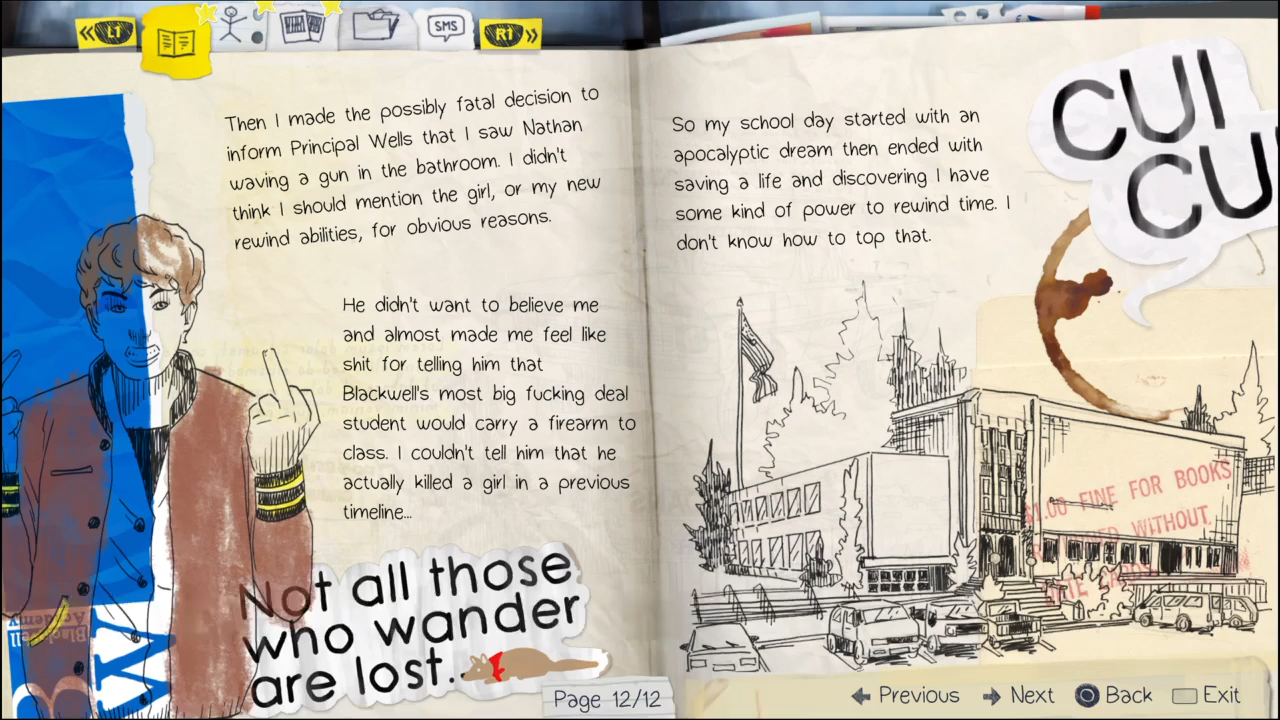 L1
SMS
R1
Then I made the possibly fatal decision to
inform Principal Wells that I saw Nathan
waving a gun in the bathroom. I didn't
think I should mention the girl, or my new
rewind abilities, for obvious reasons.
He didn't want to believe me
and almost made me feel like
shit for telling him that
Blackwell's most big fucking deal
student would carry a firearm to
class. I couldn't tell him that he
actually killed a girl in a previous
timeline...
Not all those
who wander
are lost.
Blackwell
Academy
So my school day started with an
apocalyptic dream then ended with
saving a life and discovering I have
some kind of power to rewind time. I
don't know how to top that.
CUI
CU
$1.00 FINE FOR BOOKS
WITHOUT
Page 12/12
Previous
Next
Back
Exit